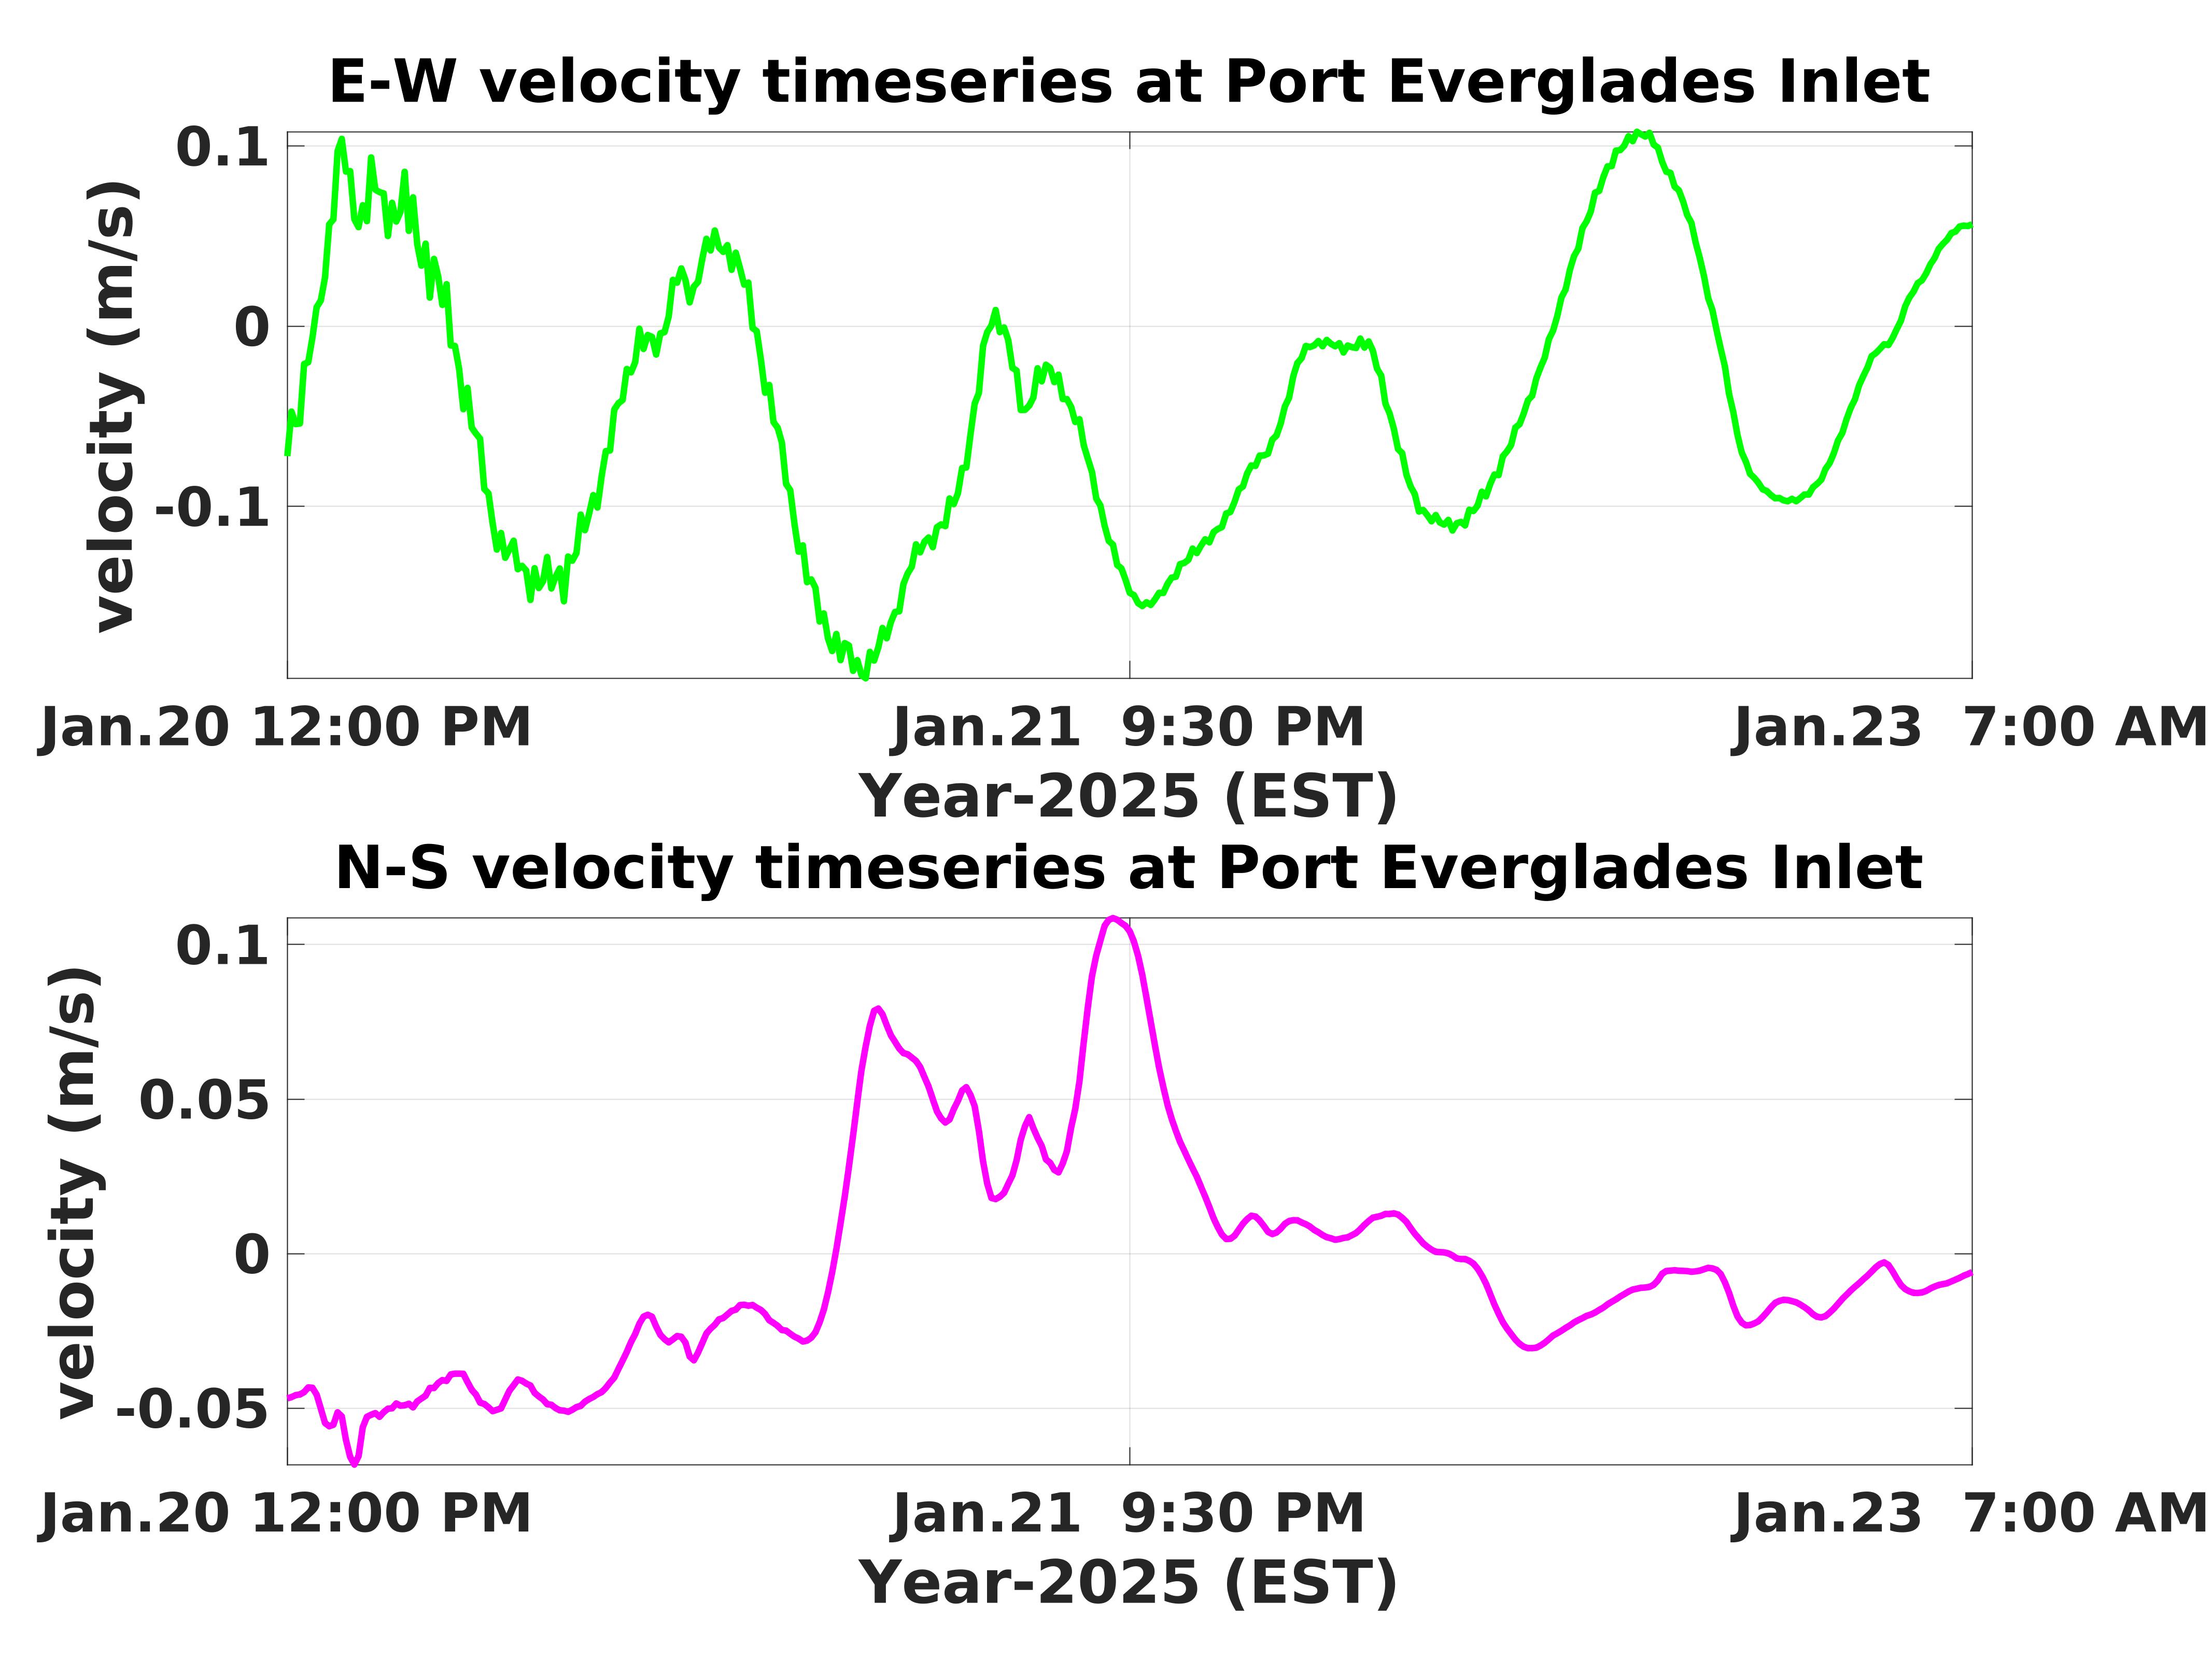 E-W velocity timeseries at Port Everglades Inlet
velocity (m/s)
0.1
0
-0.1
Jan.20 12:00 PM
Jan.21  9:30 PM
Jan.23  7:00 AM
Year-2025 (EST)
N-S velocity timeseries at Port Everglades Inlet
velocity (m/s)
0.1
0.05
0
-0.05
Jan.20 12:00 PM
Jan.21  9:30 PM
Jan.23  7:00 AM
Year-2025 (EST)